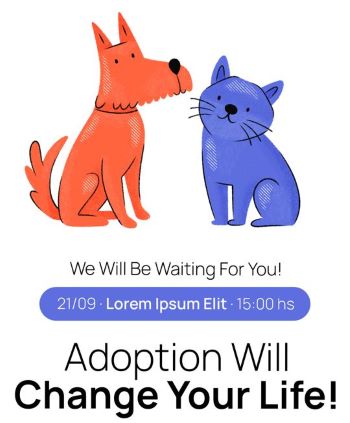 We Will Be Waiting For You!
21/09 · Lorem Ipsum Elit · 15:00 hs
Adoption Will
Change Your Life!